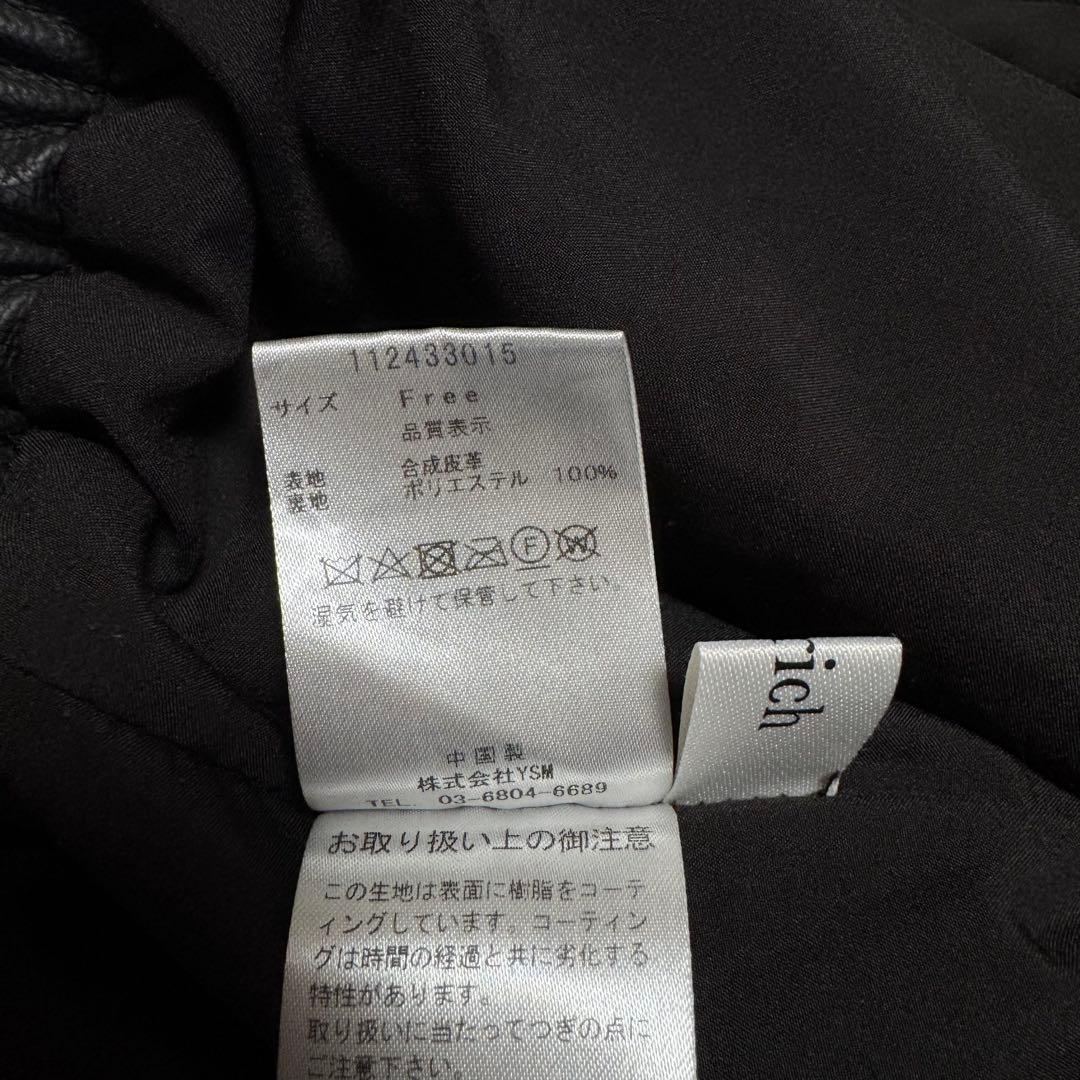 112433015
サイズ Free
品質表示
表地 合成皮革
裏地 ポリエステル 100%
F W
湿気を避けて保管して下さい。
中国製
株式会社YSM
TEL. 03-6804-6689
rich
お取り扱い上の御注意
この生地は表面に樹脂をコーテ
ィングしています。コーティン
グは時間の経過と共に劣化する
特性があります。
取り扱いに当たってつぎの点に
ご注意下さい。